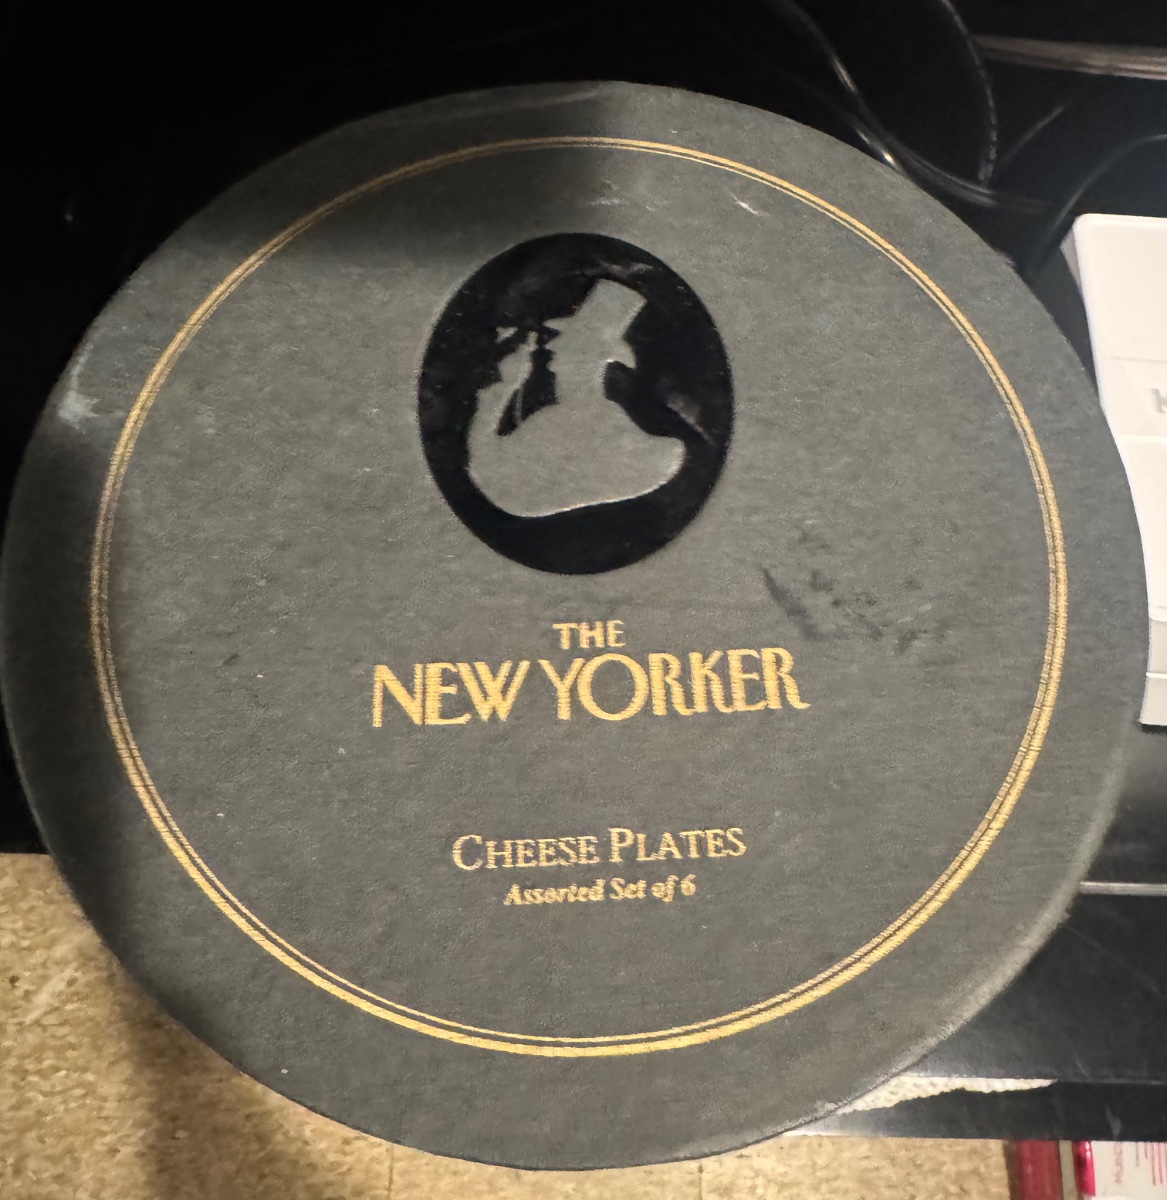 THE
NEW YORKER
CHEESE PLATES
Assorted Set of 6